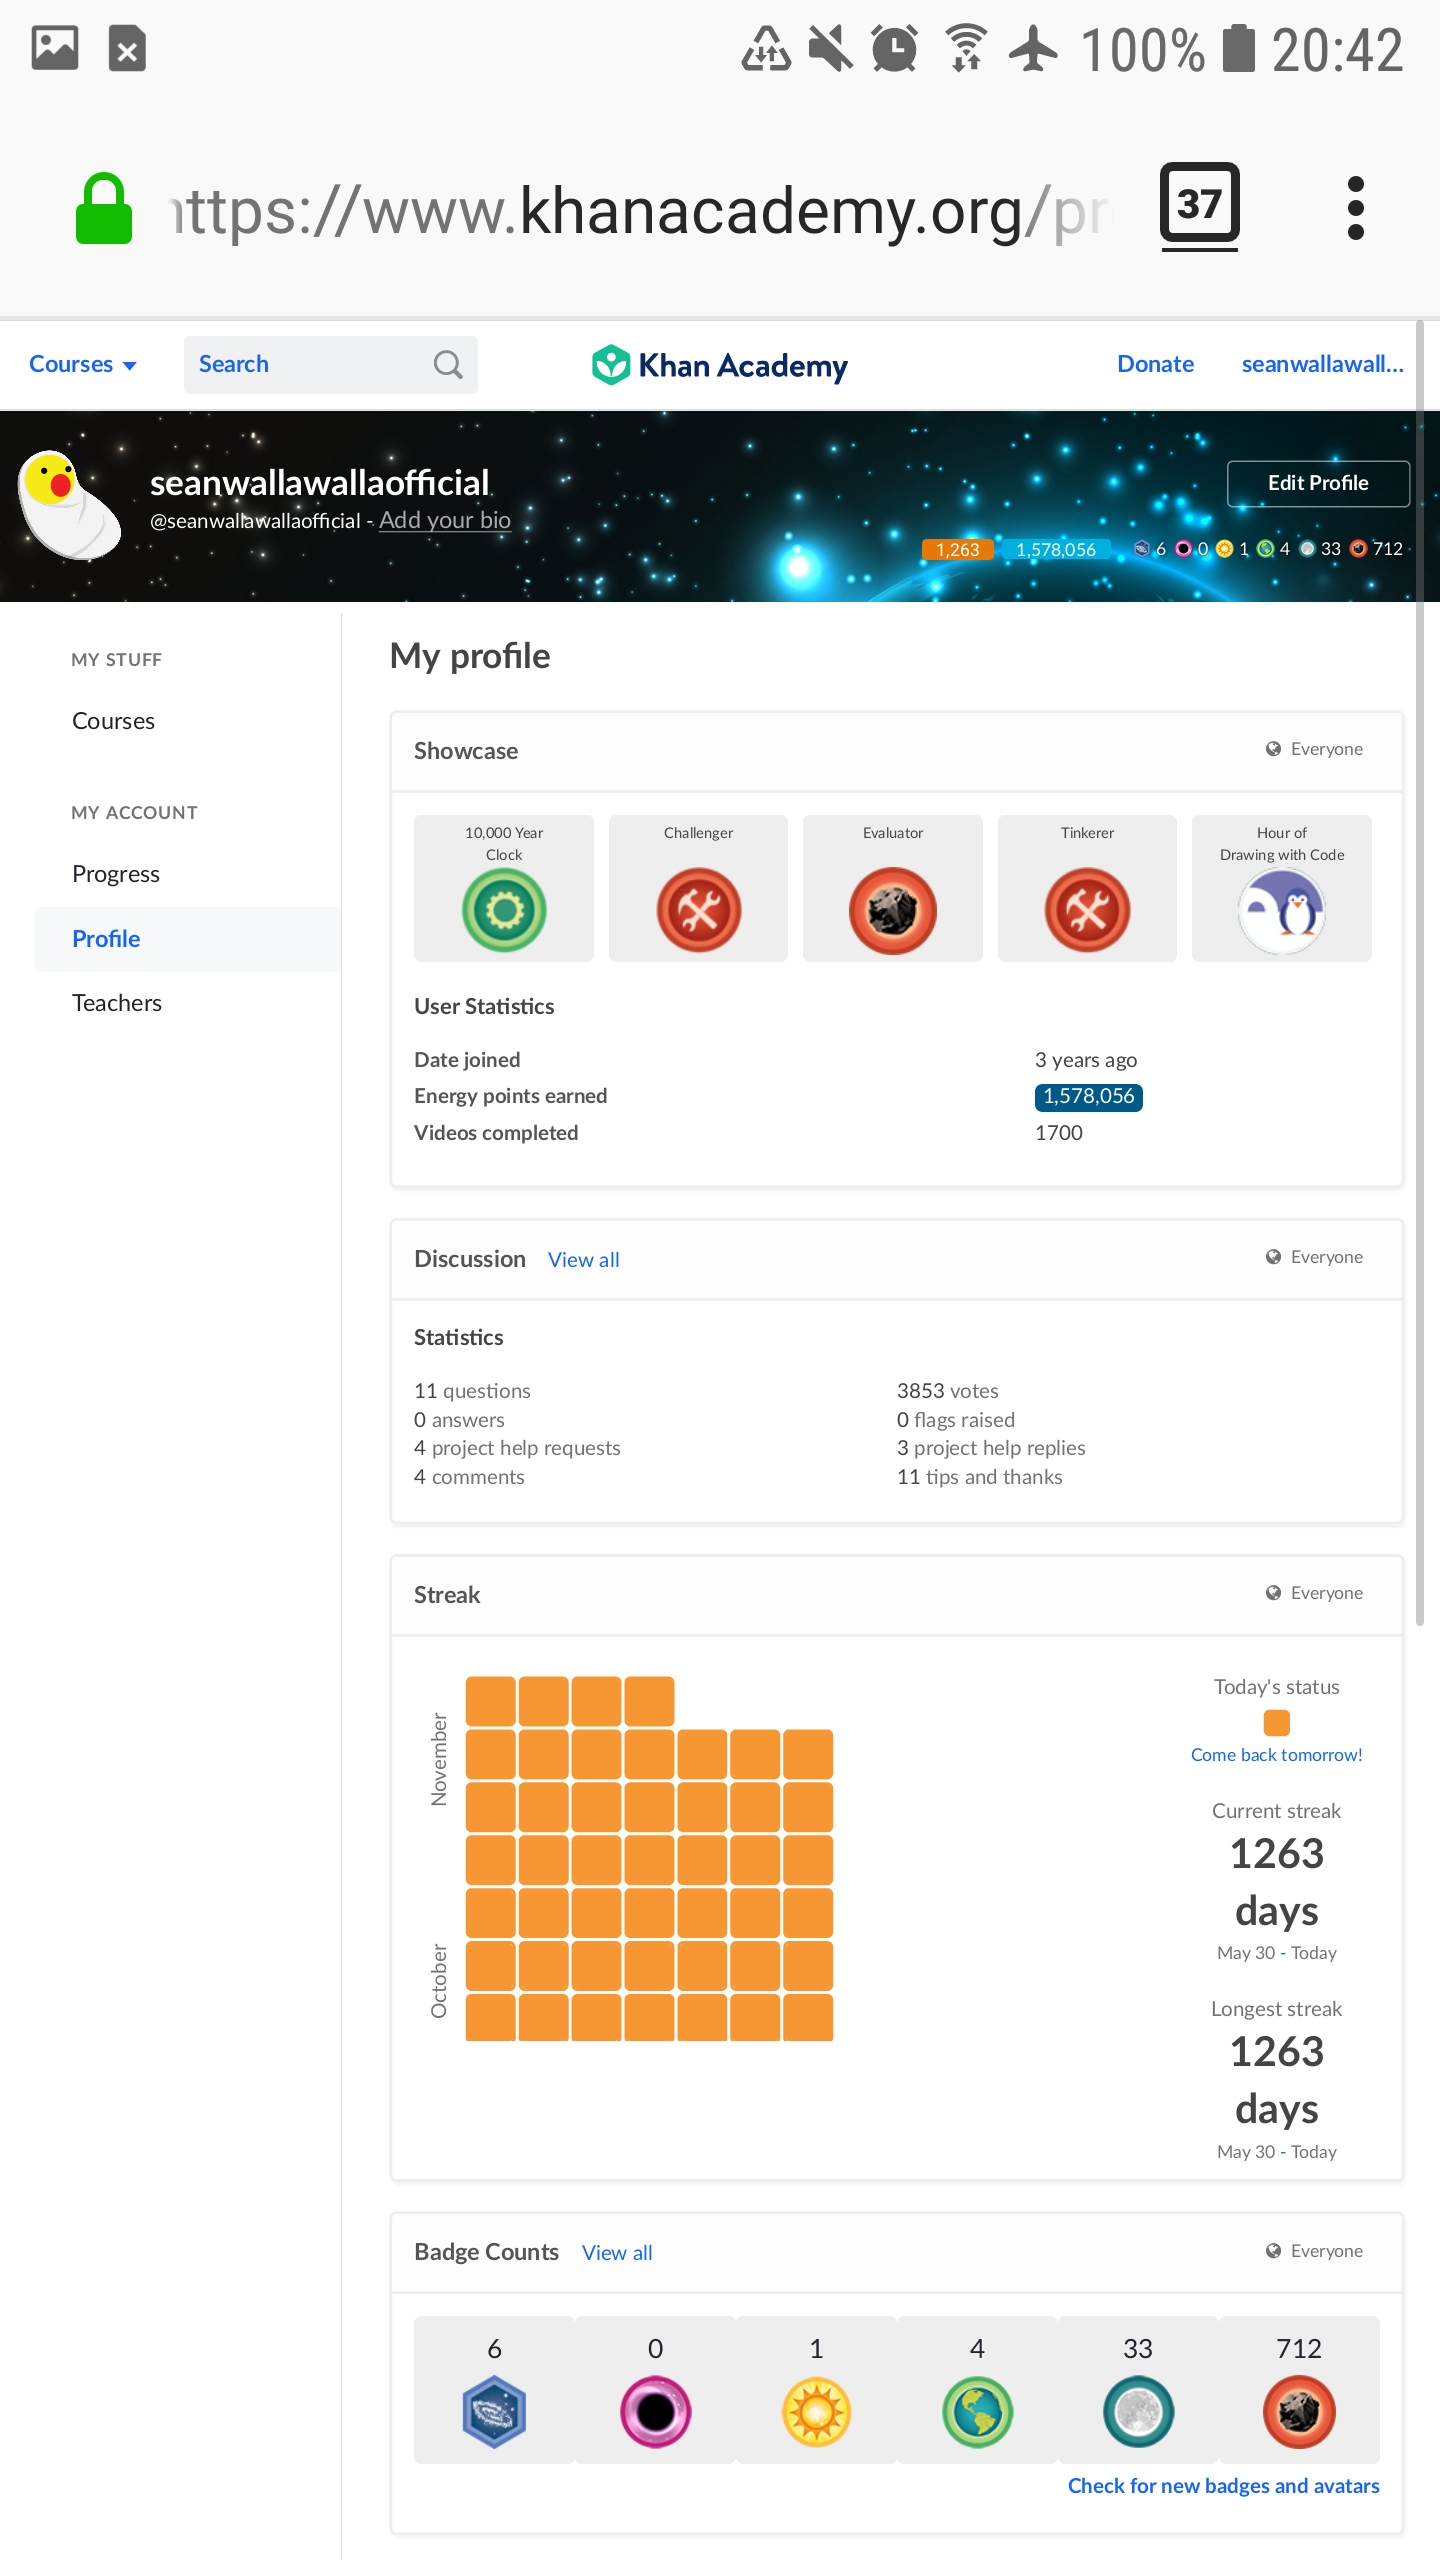 100% 20:42
https://www.khanacademy.org/pr
37
Courses
Search
Khan Academy
Donate
seanwallawall...
seanwallawallaofficial
@seanwallawallaofficial - Add your bio
Edit Profile
1,263 1,578,056 6 0 1 4 33 712
MY STUFF
Courses
MY ACCOUNT
Progress
Profile
Teachers
My profile
Showcase
Everyone
10,000 Year
Clock
Challenger
Evaluator
Tinkerer
Hour of
Drawing with Code
User Statistics
Date joined 3 years ago
Energy points earned 1,578,056
Videos completed 1700
Discussion View all
Everyone
Statistics
11 questions
0 answers
4 project help requests
4 comments
3853 votes
0 flags raised
3 project help replies
11 tips and thanks
Streak
Everyone
November
October
Today's status
Come back tomorrow!
Current streak
1263
days
May 30 - Today
Longest streak
1263
days
May 30 - Today
Badge Counts View all
Everyone
6 0 1 4 33 712
Check for new badges and avatars